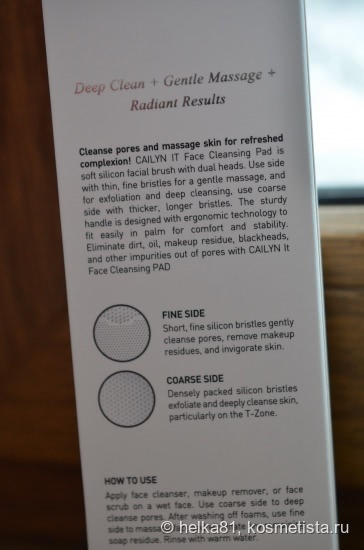 Deep Clean + Gentle Massage +
Radiant Results
Cleanse pores and massage skin for refreshed
complexion! CAILYN IT Face Cleansing Pad is
soft silicon facial brush with dual heads. Use side
with thin, fine bristles for a gentle massage, and
for exfoliation and deep cleansing, use coarse
side with thicker, longer bristles. The sturdy
handle is designed with ergonomic technology to
fit easily in palm for comfort and stability.
Eliminate dirt, oil, makeup residue, blackheads,
and other impurities out of pores with CAILYN It
Face Cleansing PAD
FINE SIDE
Short, fine silicon bristles gently
cleanse pores, remove makeup
residues, and invigorate skin.
COARSE SIDE
Densely packed silicon bristles
exfoliate and deeply cleanse skin,
particularly on the T-Zone.
HOW TO USE
Apply face cleanser, makeup remover, or face
scrub on a wet face. Use coarse side to deep
cleanse pores. After washing off foams, use fine
side to massage
soap residue. Rinse with warm water.
© helka81, kosmetista.ru